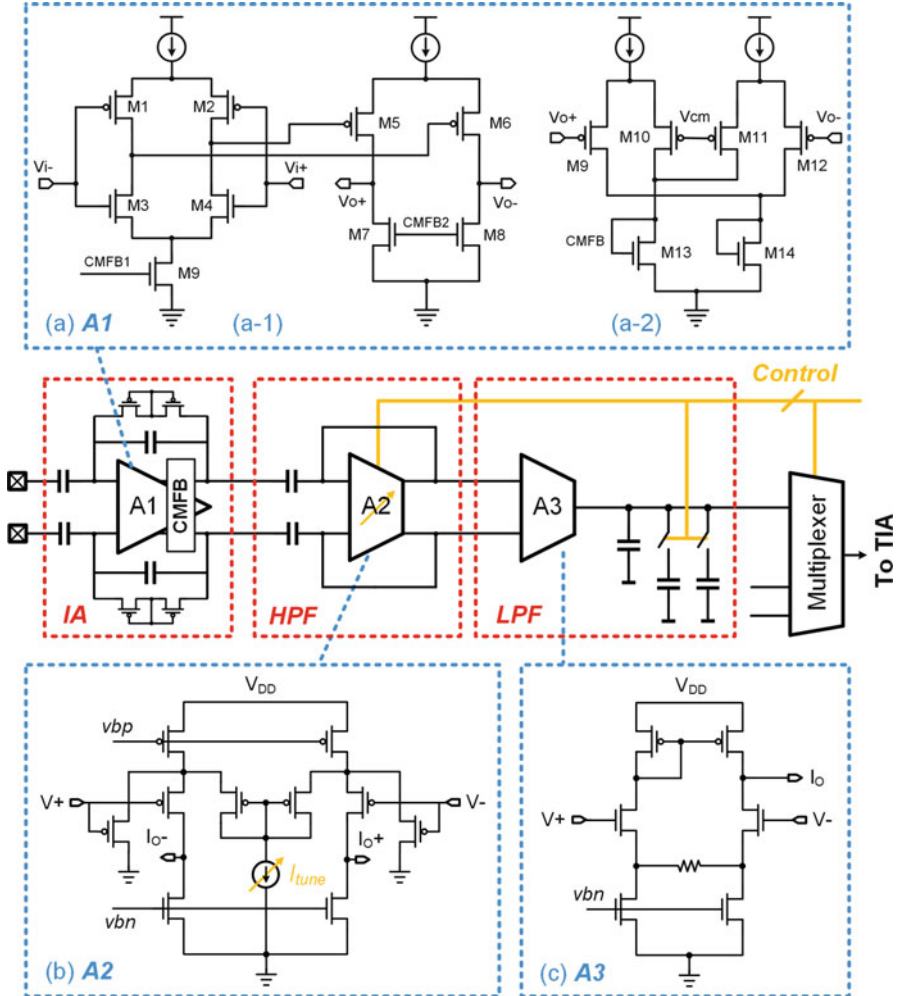 M1
M2
M5
M6
Vi-
Vi+
M3
M4
Vo+
Vo-
M7
CMFB2
M8
CMFB1
M9
Vo+
M10
Vcm
M11
Vo-
M9
M12
CMFB
M13
M14
(a) A1
(a-1)
(a-2)
Control
A1
CMFB
A2
A3
Multiplexer
To TIA
IA
HPF
LPF
VDD
vbp
V+
V-
IO-
IO+
Itune
vbn
(b) A2
VDD
IO
V+
V-
vbn
(c) A3